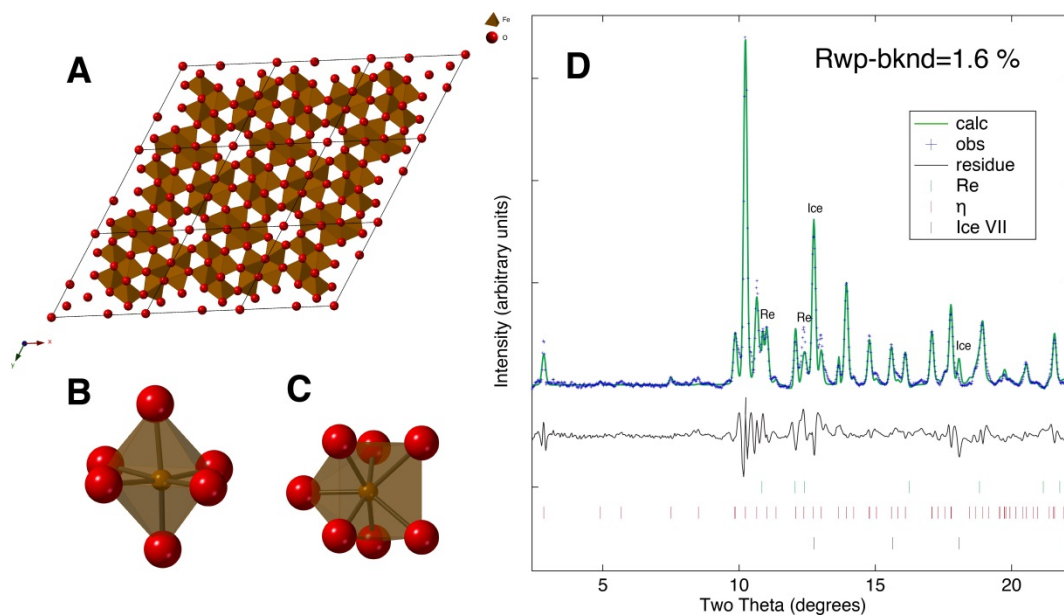 Fe
O
A
x
y
B
C
D
Rwp-bknd=1.6 %
calc
obs
residue
Re
η
Ice VII
Ice
Re
Re
Ice
Intensity (arbitrary units)
5
10
15
20
Two Theta (degrees)